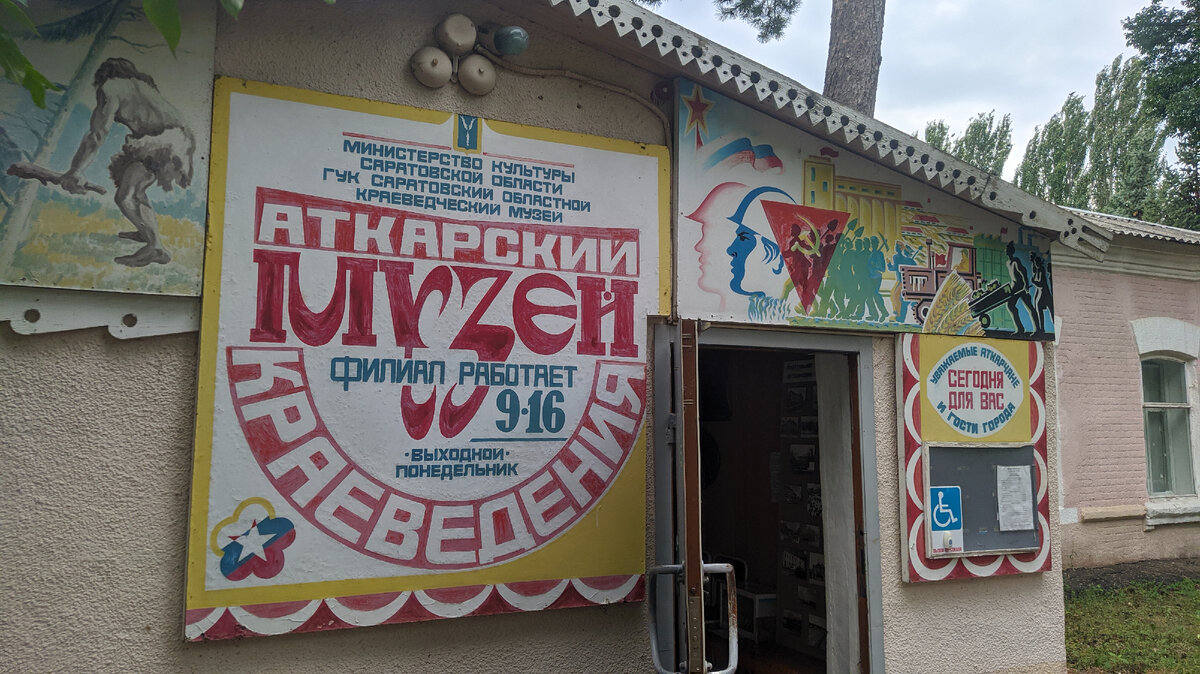 МИНИСТЕРСТВО КУЛЬТУРЫ
САРАТОВСКОЙ ОБЛАСТИ
ГУК САРАТОВСКИЙ ОБЛАСТНОЙ
КРАЕВЕДЧЕСКИЙ МУЗЕЙ
АТКАРСКИЙ
МУЗЕЙ
ФИЛИАЛ РАБОТАЕТ
9·16
·ВЫХОДНОЙ·
ПОНЕДЕЛЬНИК
КРАЕВЕДЕНИЯ
УВАЖАЕМЫЕ АТКАРЧАНЕ
СЕГОДНЯ
ДЛЯ ВАС
И ГОСТИ ГОРОДА